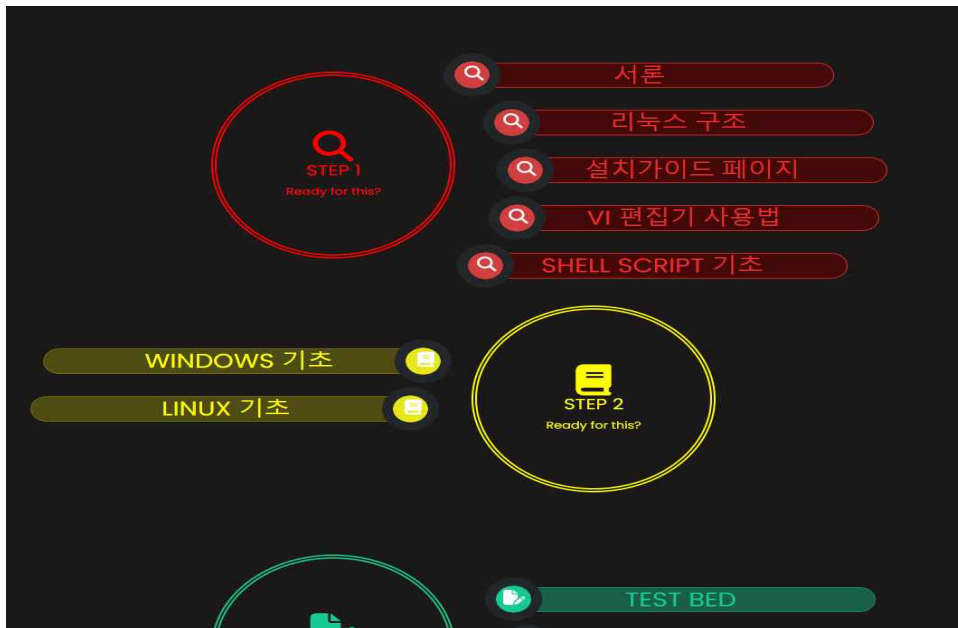 서론
리눅스 구조
STEP 1
Ready for this?
설치가이드 페이지
VI 편집기 사용법
SHELL SCRIPT 기초
WINDOWS 기초
LINUX 기초
STEP 2
Ready for this?
TEST BED